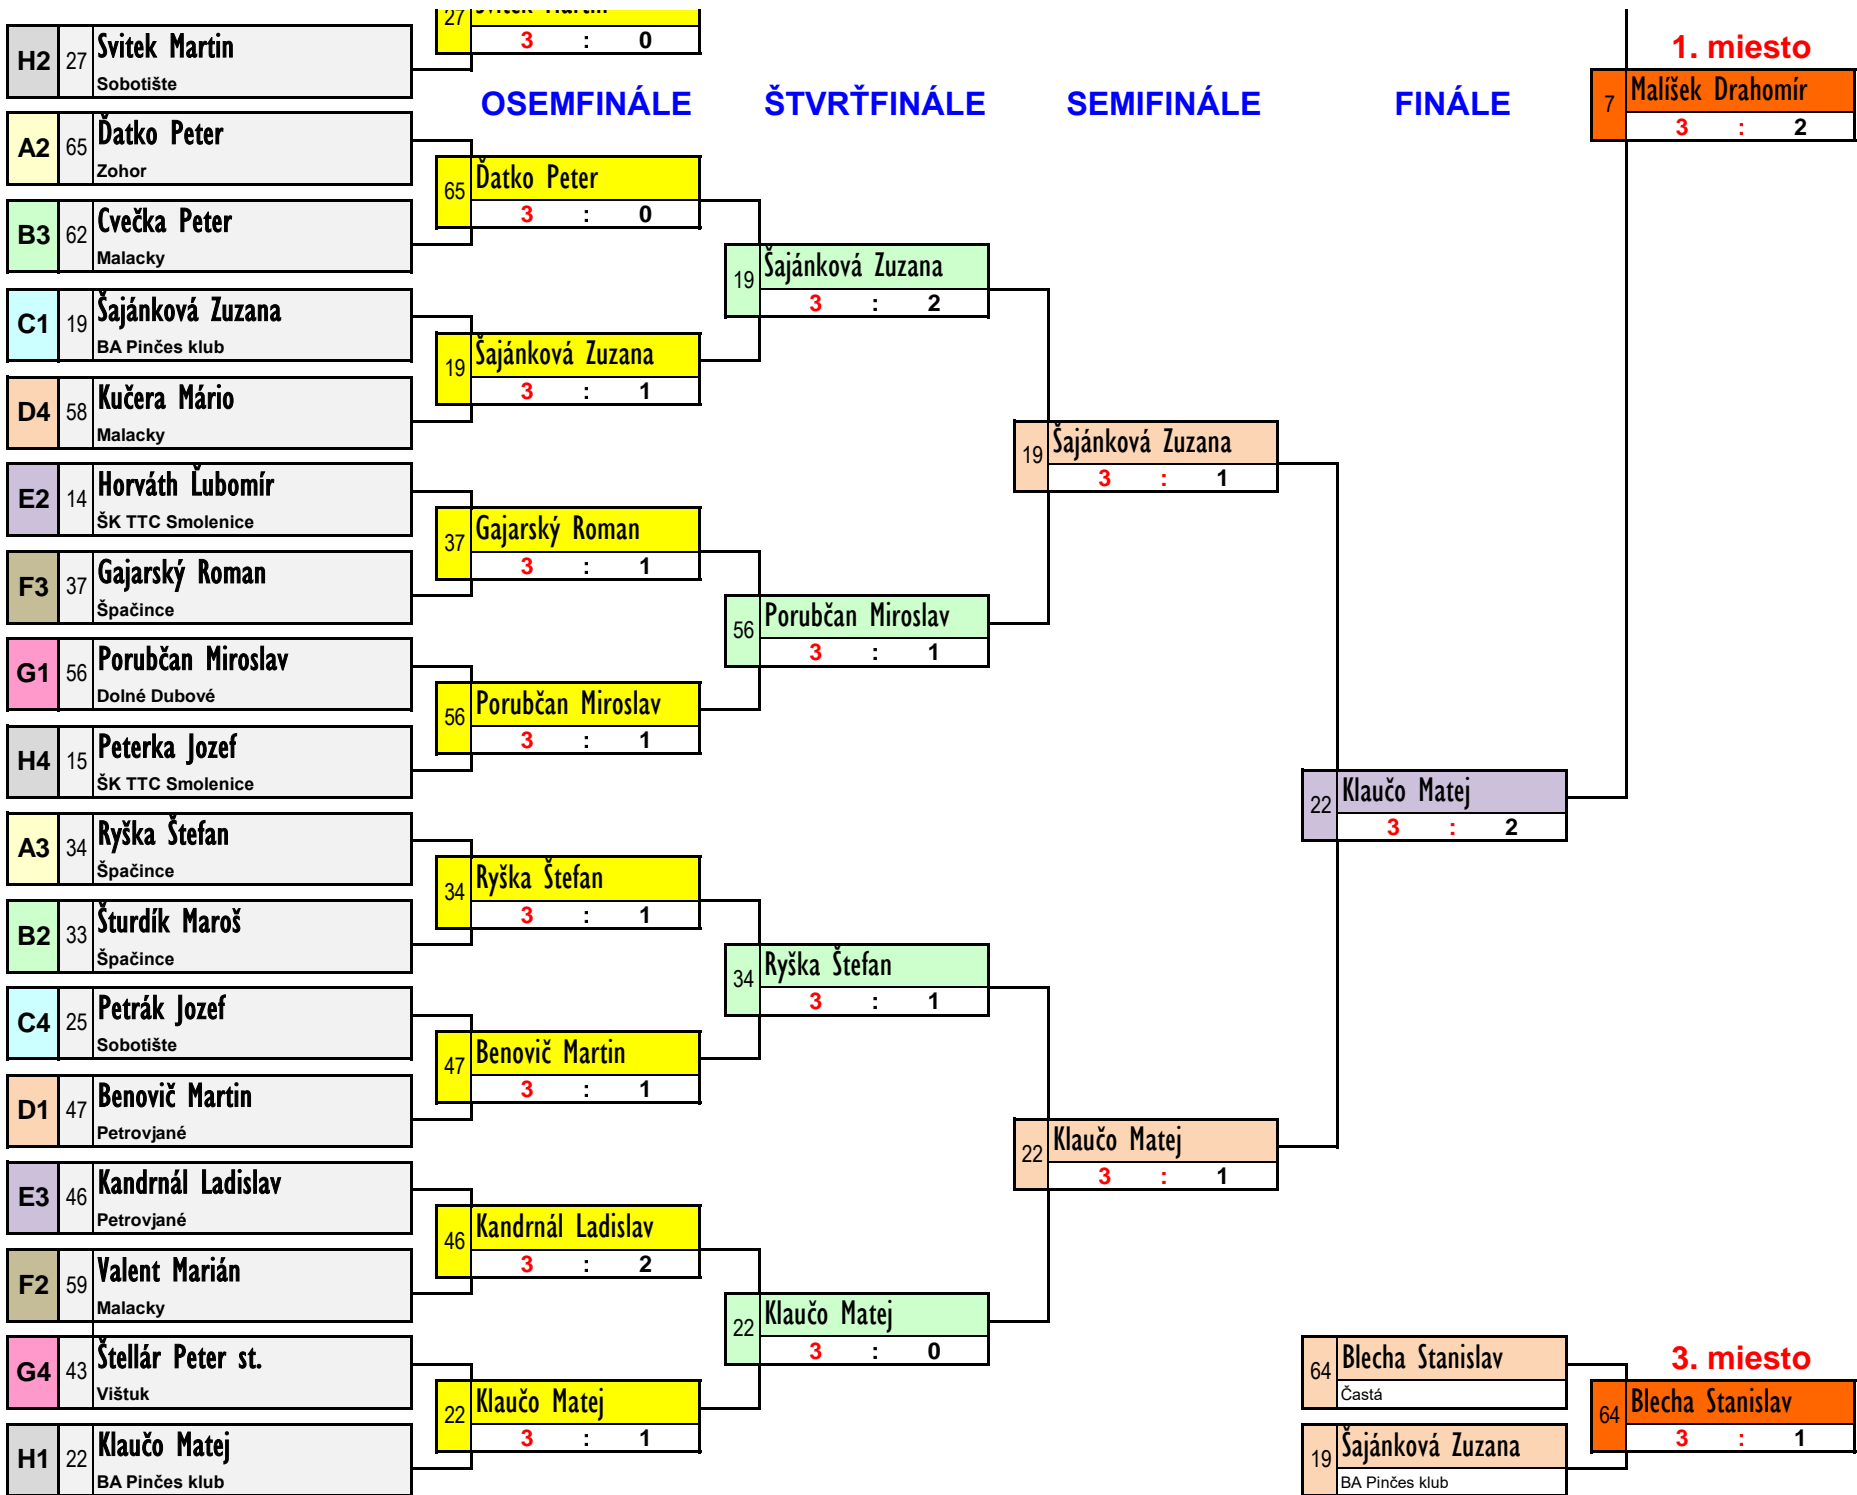 27 Svitek Martin
3 : 0
H2 27 Svitek Martin
Sobotište
1. miesto
7 Malíšek Drahomír
3 : 2
OSEMFINÁLE ŠTVRŤFINÁLE SEMIFINÁLE FINÁLE
A2 65 Ďatko Peter
Zohor
65 Ďatko Peter
3 : 0
B3 62 Cvečka Peter
Malacky
19 Šajánková Zuzana
3 : 2
C1 19 Šajánková Zuzana
BA Pinčes klub
19 Šajánková Zuzana
3 : 1
D4 58 Kučera Mário
Malacky
19 Šajánková Zuzana
3 : 1
E2 14 Horváth Ľubomír
ŠK TTC Smolenice
37 Gajarský Roman
3 : 1
F3 37 Gajarský Roman
Špačince
56 Porubčan Miroslav
3 : 1
G1 56 Porubčan Miroslav
Dolné Dubové
56 Porubčan Miroslav
3 : 1
H4 15 Peterka Jozef
ŠK TTC Smolenice
22 Klaučo Matej
3 : 2
A3 34 Ryška Štefan
Špačince
34 Ryška Štefan
3 : 1
B2 33 Šturdík Maroš
Špačince
34 Ryška Štefan
3 : 1
C4 25 Petrák Jozef
Sobotište
47 Benovič Martin
3 : 1
D1 47 Benovič Martin
Petrovjané
22 Klaučo Matej
3 : 1
E3 46 Kandrnál Ladislav
Petrovjané
46 Kandrnál Ladislav
3 : 2
F2 59 Valent Marián
Malacky
22 Klaučo Matej
3 : 0
G4 43 Štellár Peter st.
Vištuk
22 Klaučo Matej
3 : 1
H1 22 Klaučo Matej
BA Pinčes klub
64 Blecha Stanislav
Častá
3. miesto
64 Blecha Stanislav
3 : 1
19 Šajánková Zuzana
BA Pinčes klub